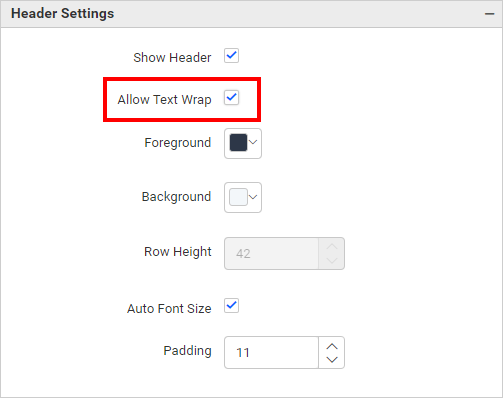 Header Settings
Show Header
Allow Text Wrap
Foreground
Background
Row Height 42
Auto Font Size
Padding 11